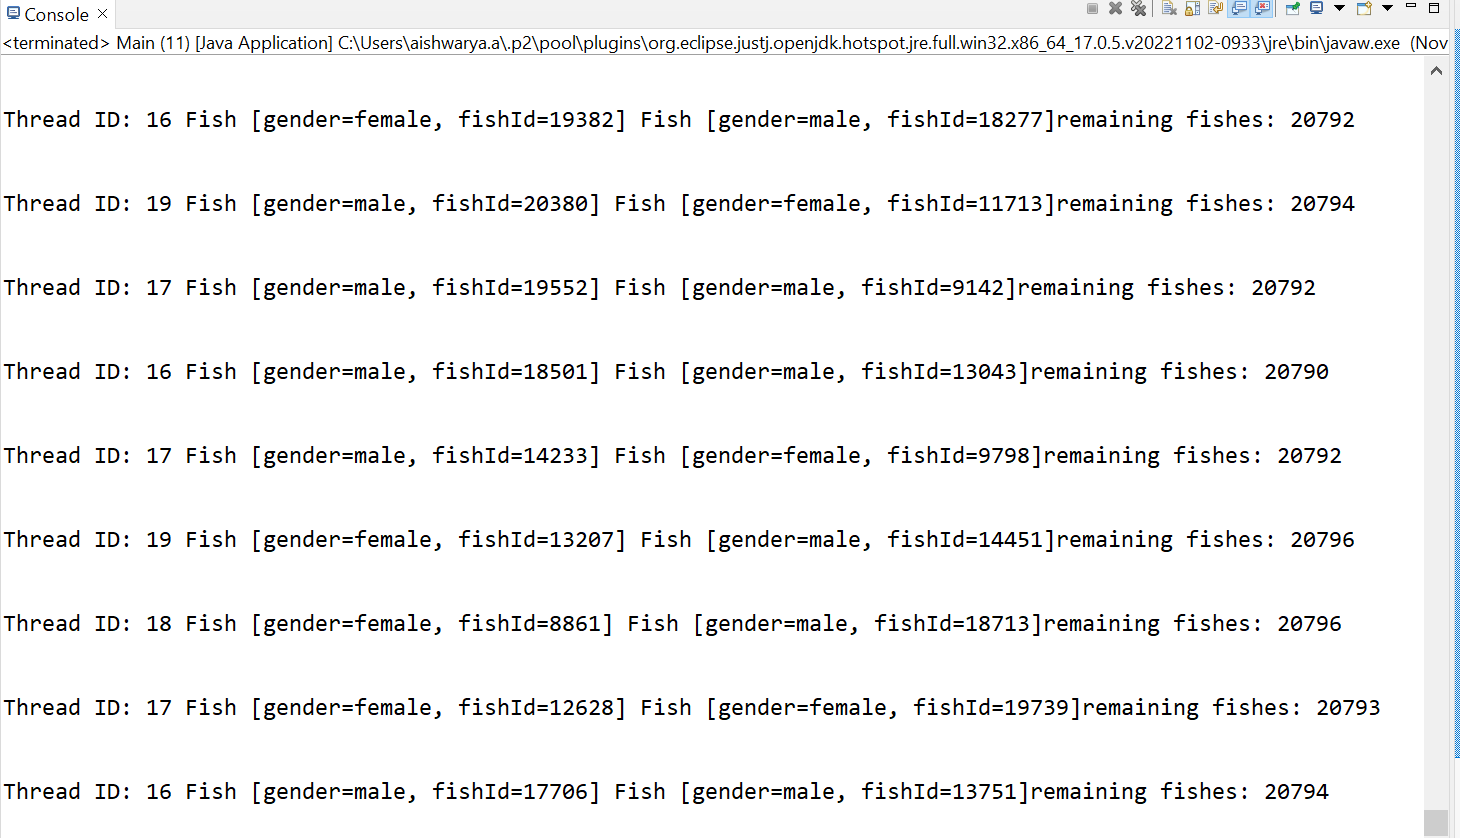 Console
<terminated> Main (11) [Java Application] C:\Users\aishwarya.a\.p2\pool\plugins\org.eclipse.justj.openjdk.hotspot.jre.full.win32.x86_64_17.0.5.v20221102-0933\jre\bin\javaw.exe (Nov
Thread ID: 16 Fish [gender=female, fishId=19382] Fish [gender=male, fishId=18277]remaining fishes: 20792
Thread ID: 19 Fish [gender=male, fishId=20380] Fish [gender=female, fishId=11713]remaining fishes: 20794
Thread ID: 17 Fish [gender=male, fishId=19552] Fish [gender=male, fishId=9142]remaining fishes: 20792
Thread ID: 16 Fish [gender=male, fishId=18501] Fish [gender=male, fishId=13043]remaining fishes: 20790
Thread ID: 17 Fish [gender=male, fishId=14233] Fish [gender=female, fishId=9798]remaining fishes: 20792
Thread ID: 19 Fish [gender=female, fishId=13207] Fish [gender=male, fishId=14451]remaining fishes: 20796
Thread ID: 18 Fish [gender=female, fishId=8861] Fish [gender=male, fishId=18713]remaining fishes: 20796
Thread ID: 17 Fish [gender=female, fishId=12628] Fish [gender=female, fishId=19739]remaining fishes: 20793
Thread ID: 16 Fish [gender=male, fishId=17706] Fish [gender=male, fishId=13751]remaining fishes: 20794